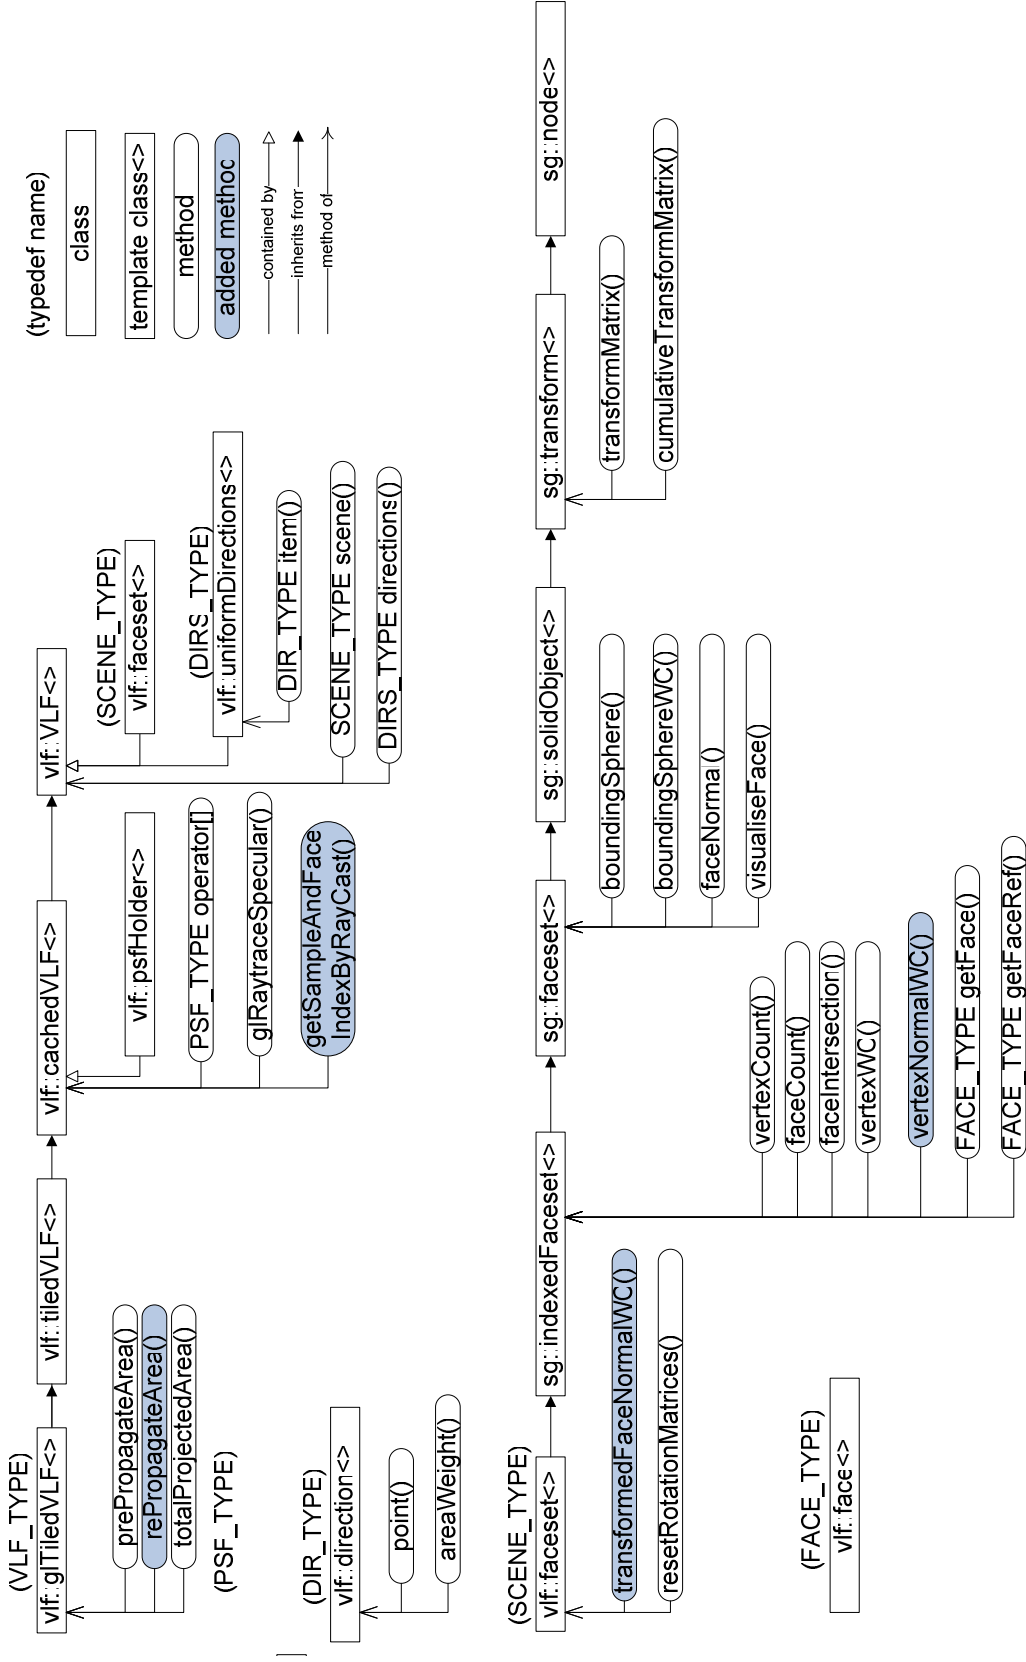 (VLF_TYPE)
vlf::glTiledVLF<>
prePropagateArea()
rePropagateArea()
totalProjectedArea()
(PSF_TYPE)
vlf::tiledVLF<>
vlf::cachedVLF<>
vlf::psfHolder<>
PSF_TYPE operator[]
glRaytraceSpecular()
getSampleAndFace
IndexByRayCast()
vlf::VLF<>
(SCENE_TYPE)
vlf::faceset<>
(DIRS_TYPE)
vlf::uniformDirections<>
DIR_TYPE item()
SCENE_TYPE scene()
DIRS_TYPE directions()
(typedef name)
class
template class<>
method
added method
contained by
inherits from
method of
(DIR_TYPE)
vlf::direction<>
point()
areaWeight()
(SCENE_TYPE)
vlf::faceset<>
transformedFaceNormalWC()
resetRotationMatrices()
sg::indexedFaceset<>
vertexCount()
faceCount()
faceIntersection()
vertexWC()
vertexNormalWC()
FACE_TYPE getFace()
FACE_TYPE getFaceRef()
sg::faceset<>
boundingSphere()
boundingSphereWC()
faceNormal()
visualiseFace()
sg::solidObject<>
sg::transform<>
transformMatrix()
cumulativeTransformMatrix()
sg::node<>
(FACE_TYPE)
vlf::face<>